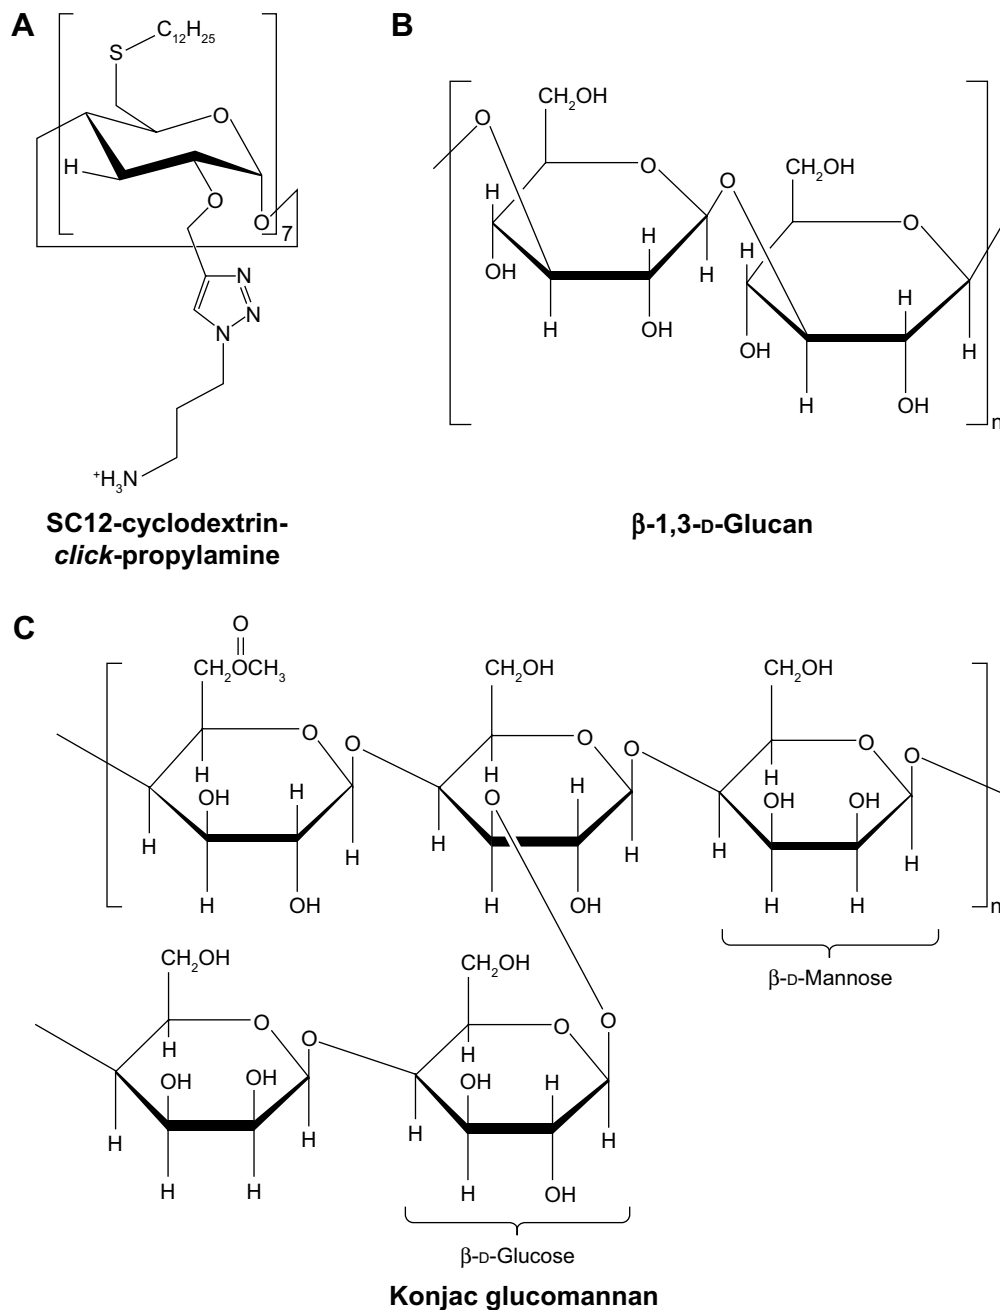 A
S
C12H25
O
H
O
O
7
N
N
N
+H3N
SC12-cyclodextrin-
click-propylamine
B
CH2OH
O
O
H
OH
H
H
H
OH
O
CH2OH
O
H
OH
H
H
H
OH
n
β-1,3-D-Glucan
C
O
CH2OCH3
O
O
H
OH
H
H
H
H
OH
CH2OH
O
O
H
O
H
H
H
H
OH
CH2OH
O
O
H
OH
OH
H
H
H
H
n
β-D-Mannose
CH2OH
O
O
H
OH
OH
H
H
H
H
CH2OH
O
O
H
OH
H
H
H
H
OH
β-D-Glucose
Konjac glucomannan